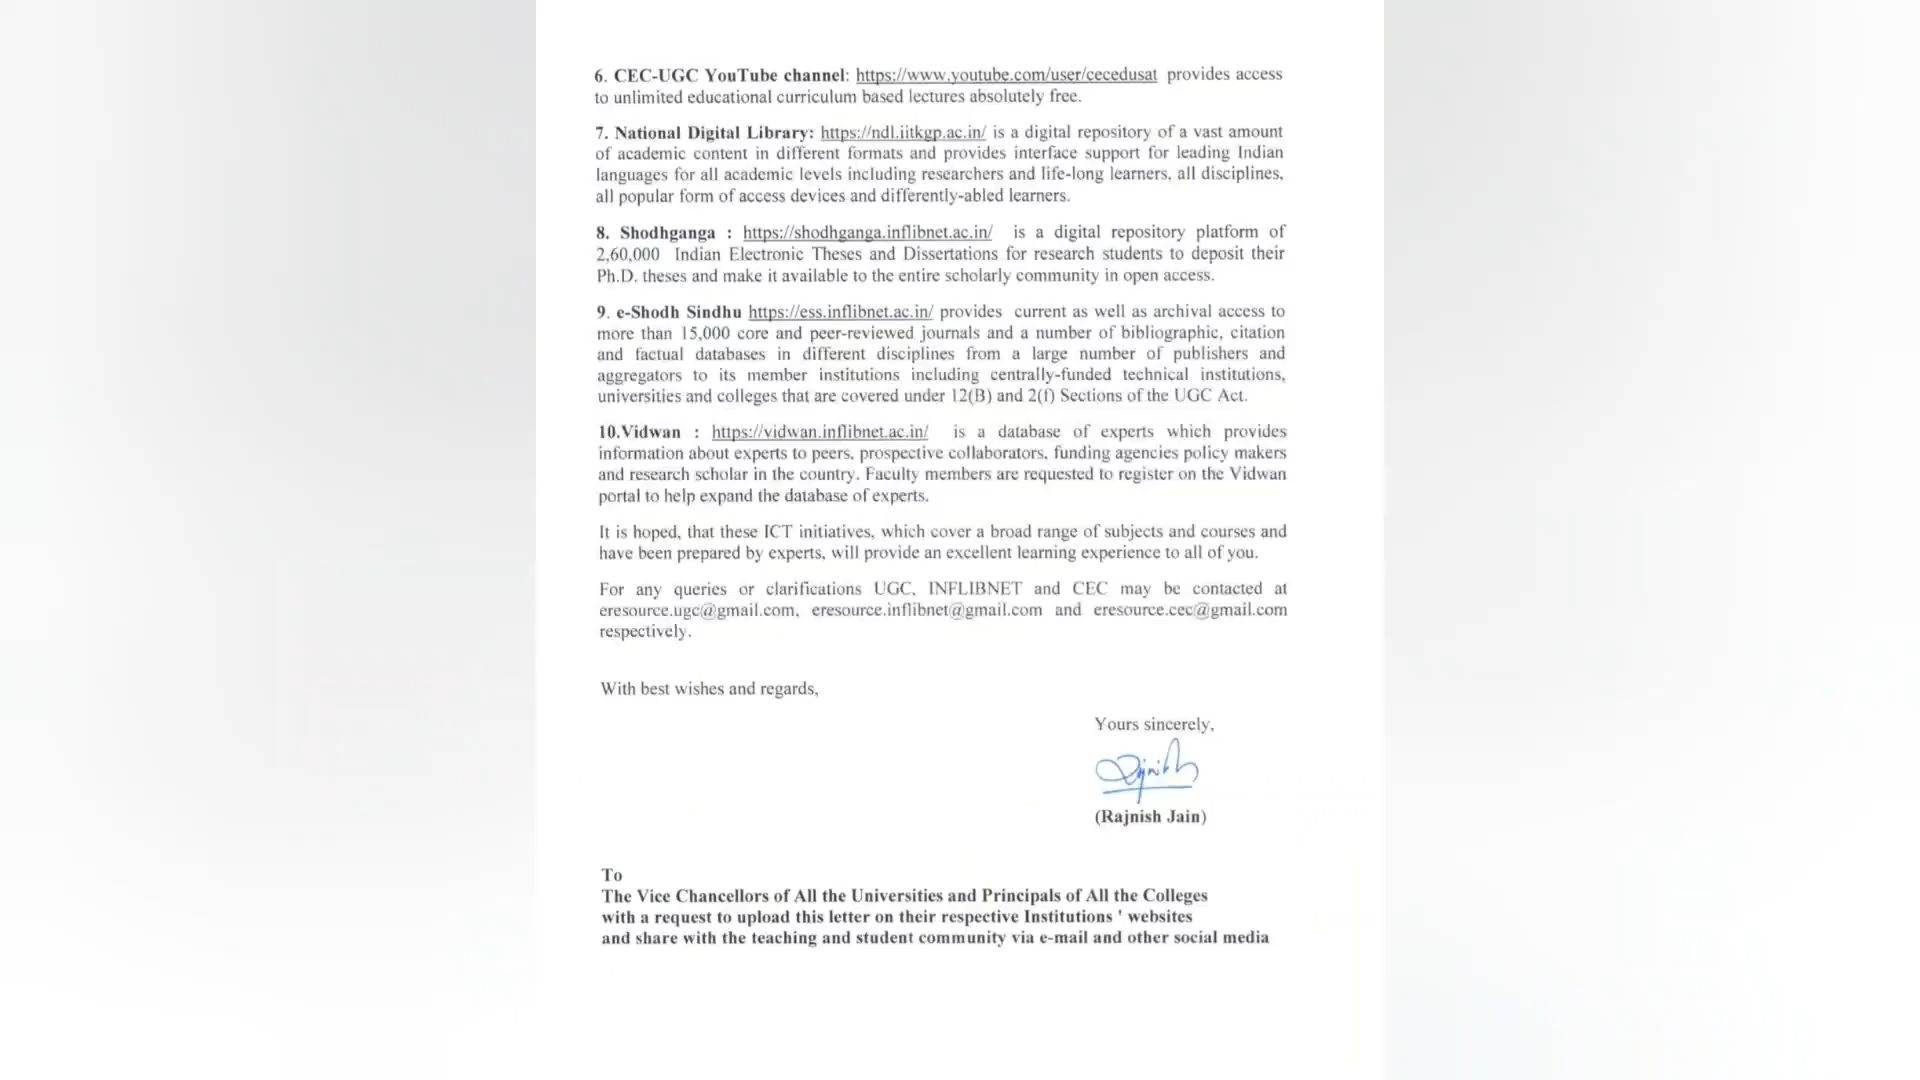 6. CEC-UGC YouTube channel: https://www.youtube.com/user/cecedusat provides access
to unlimited educational curriculum based lectures absolutely free.
7. National Digital Library: https://ndl.iitkgp.ac.in/ is a digital repository of a vast amount
of academic content in different formats and provides interface support for leading Indian
languages for all academic levels including researchers and life-long learners, all disciplines,
all popular form of access devices and differently-abled learners.
8. Shodhganga : https://shodhganga.inflibnet.ac.in/ is a digital repository platform of
2,60,000 Indian Electronic Theses and Dissertations for research students to deposit their
Ph.D. theses and make it available to the entire scholarly community in open access.
9. e-Shodh Sindhu https://ess.inflibnet.ac.in/ provides current as well as archival access to
more than 15,000 core and peer-reviewed journals and a number of bibliographic, citation
and factual databases in different disciplines from a large number of publishers and
aggregators to its member institutions including centrally-funded technical institutions,
universities and colleges that are covered under 12(B) and 2(f) Sections of the UGC Act.
10.Vidwan : https://vidwan.inflibnet.ac.in/ is a database of experts which provides
information about experts to peers, prospective collaborators, funding agencies policy makers
and research scholar in the country. Faculty members are requested to register on the Vidwan
portal to help expand the database of experts.
It is hoped, that these ICT initiatives, which cover a broad range of subjects and courses and
have been prepared by experts, will provide an excellent learning experience to all of you.
For any queries or clarifications UGC, INFLIBNET and CEC may be contacted at
eresource.ugc@gmail.com, eresource.inflibnet@gmail.com and eresource.cec@gmail.com
respectively.
With best wishes and regards,
Yours sincerely,
(Rajnish Jain)
To
The Vice Chancellors of All the Universities and Principals of All the Colleges
with a request to upload this letter on their respective Institutions ' websites
and share with the teaching and student community via e-mail and other social media